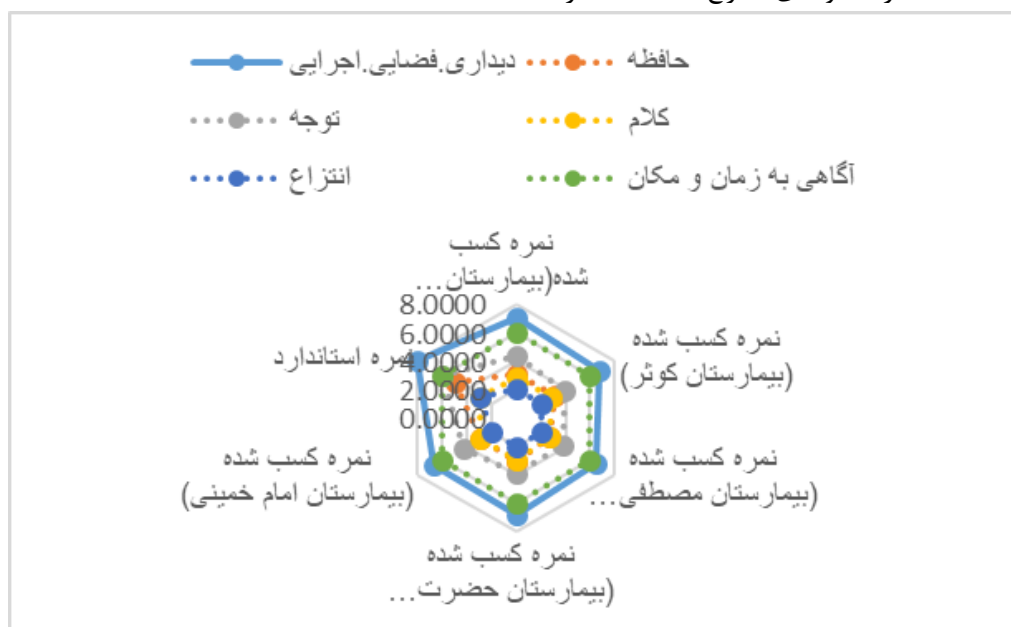 دیداری.فضایی.اجرایی
حافظه
توجه
کلام
انتزاع
آگاهی به زمان و مکان
نمره کسب
شده(بیمارستان...
8.0000
6.0000
4.0000
2.0000
0.0000
نمره کسب شده
(بیمارستان کوثر)
نمره کسب شده
(بیمارستان مصطفی...
نمره کسب شده
(بیمارستان حضرت...
نمره کسب شده
(بیمارستان امام خمینی)
نمره استاندارد